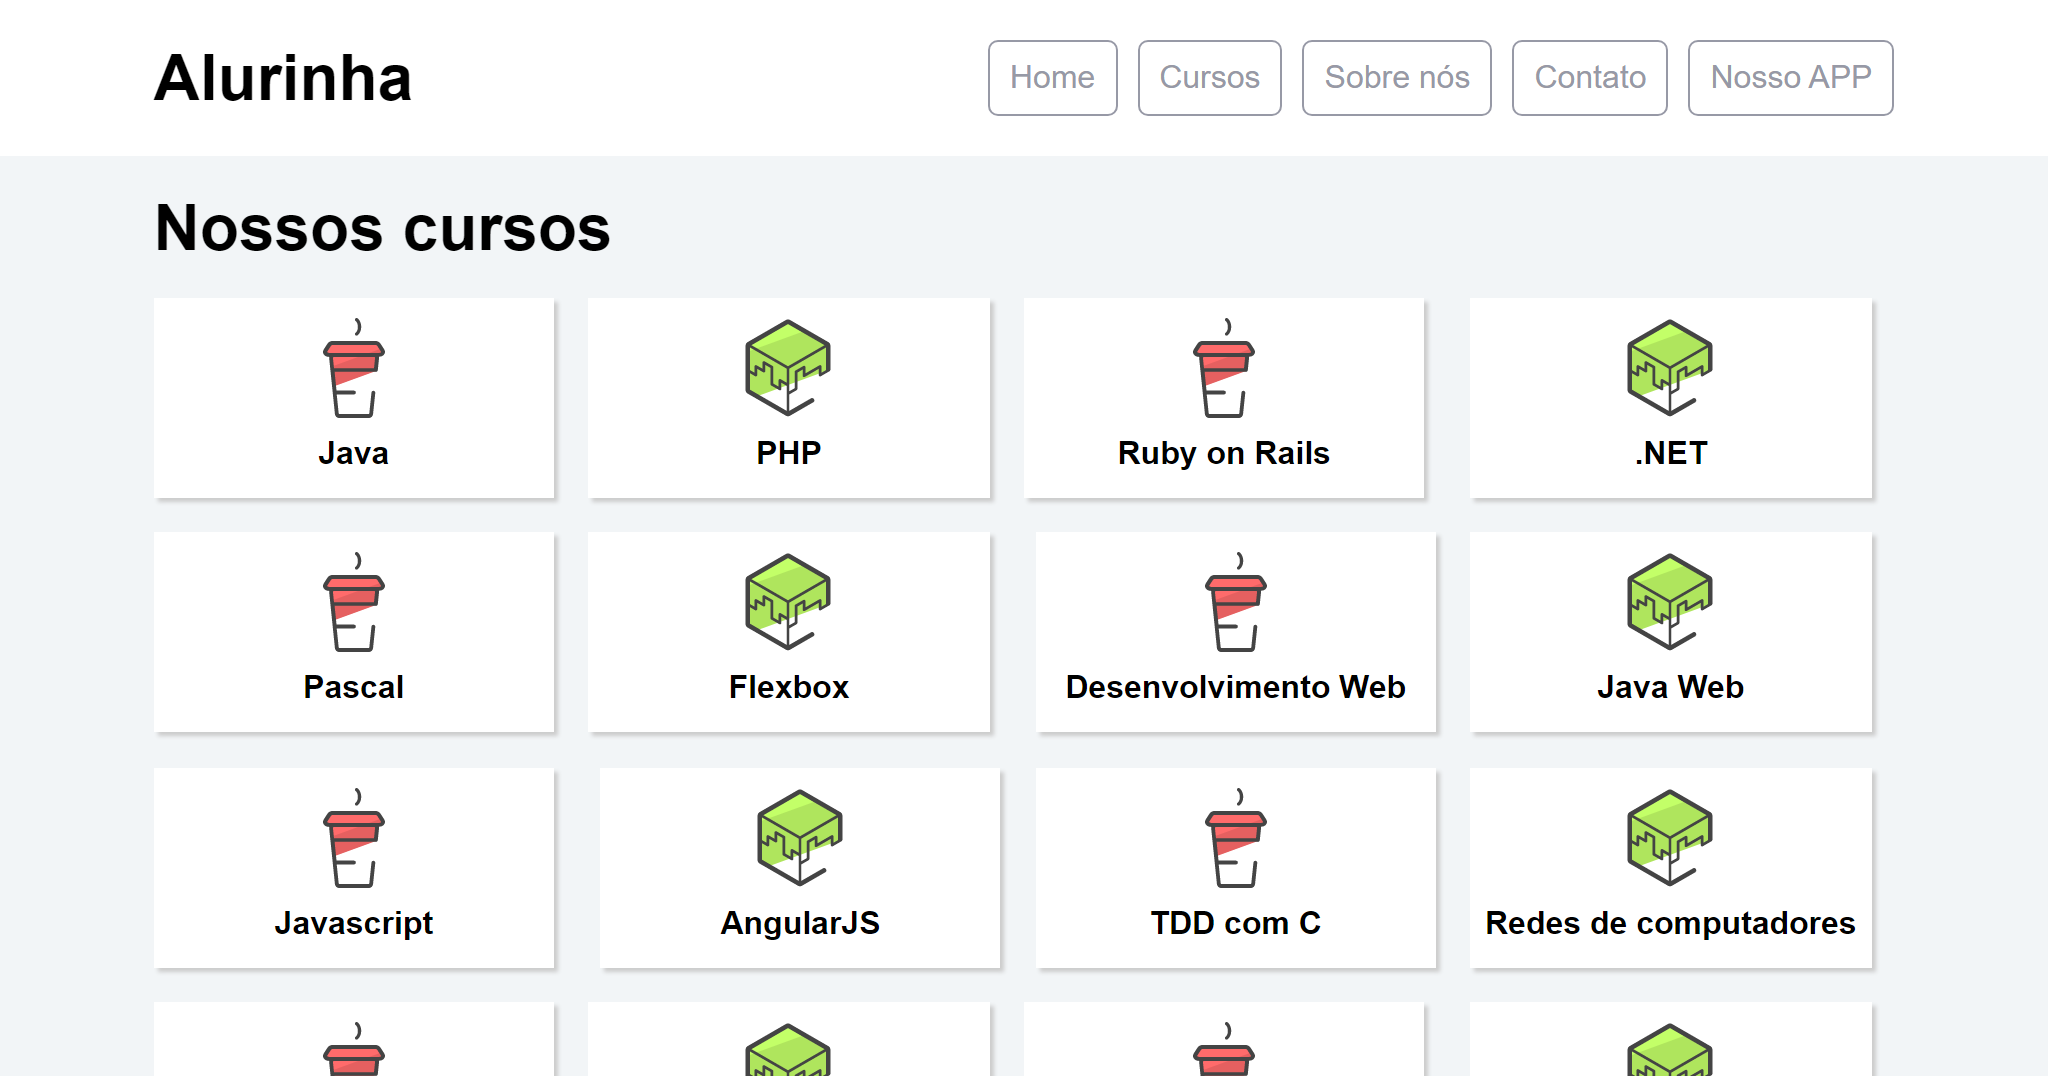 Alurinha
Home
Cursos
Sobre nós
Contato
Nosso APP
Nossos cursos
Java
PHP
Ruby on Rails
.NET
Pascal
Flexbox
Desenvolvimento Web
Java Web
Javascript
AngularJS
TDD com C
Redes de computadores